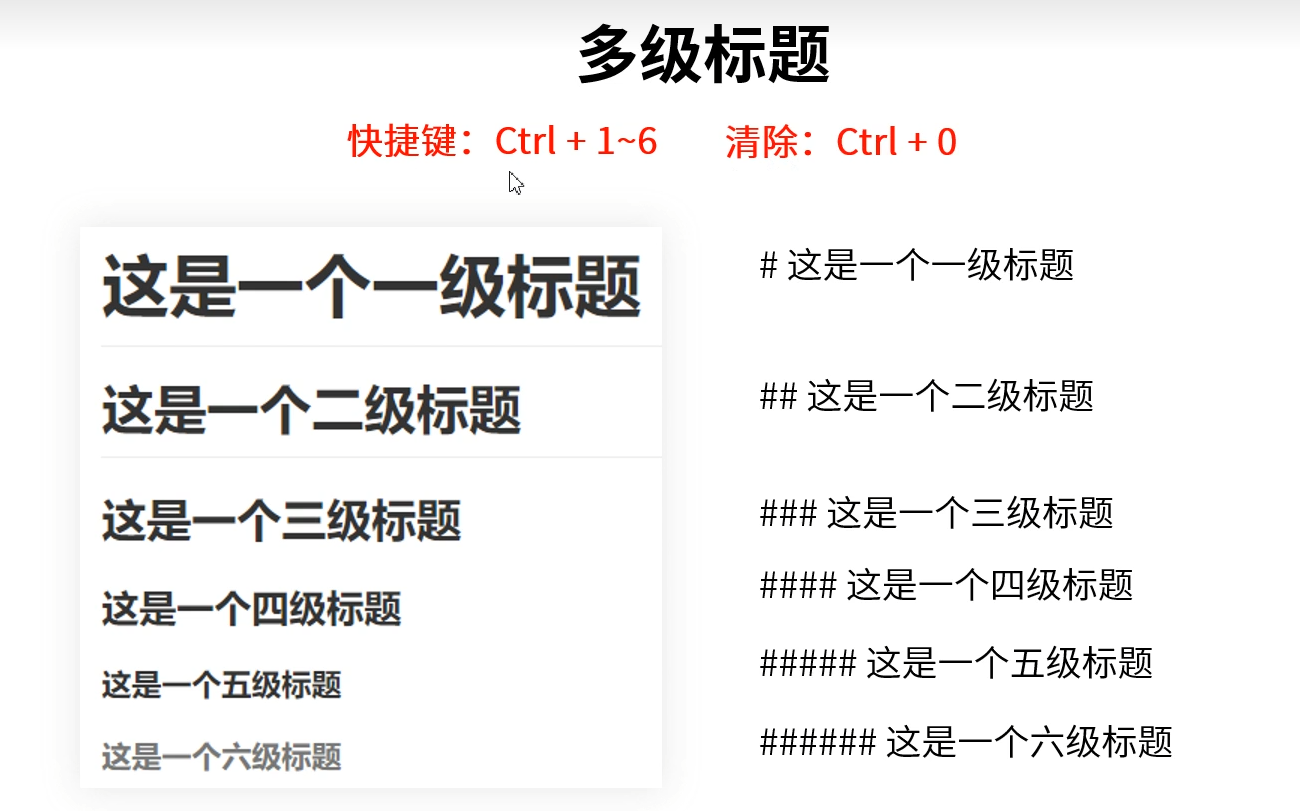 多级标题
快捷键：Ctrl + 1~6 清除：Ctrl + 0
这是一个一级标题 # 这是一个一级标题
这是一个二级标题 ## 这是一个二级标题
这是一个三级标题 ### 这是一个三级标题
这是一个四级标题 #### 这是一个四级标题
这是一个五级标题 ##### 这是一个五级标题
这是一个六级标题 ###### 这是一个六级标题